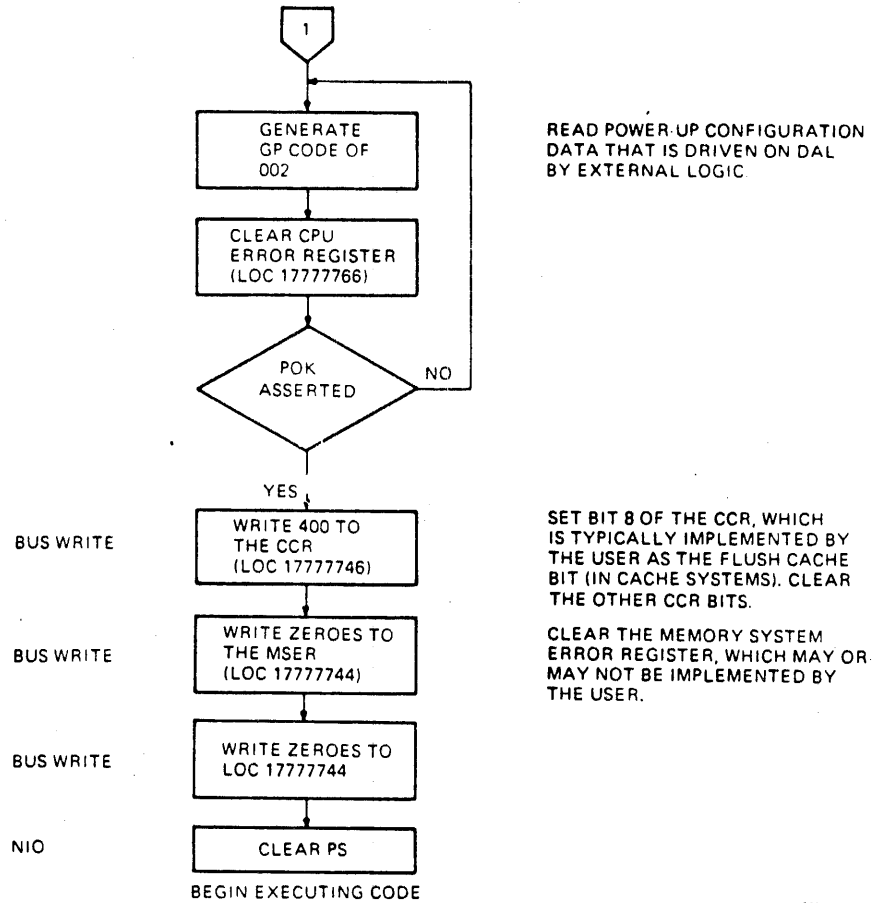 1
GENERATE
GP CODE OF
002
READ POWER-UP CONFIGURATION
DATA THAT IS DRIVEN ON DAL
BY EXTERNAL LOGIC
CLEAR CPU
ERROR REGISTER
(LOC 17777766)
POK
ASSERTED
NO
YES
BUS WRITE
WRITE 400 TO
THE CCR
(LOC 17777746)
SET BIT 8 OF THE CCR, WHICH
IS TYPICALLY IMPLEMENTED BY
THE USER AS THE FLUSH CACHE
BIT (IN CACHE SYSTEMS). CLEAR
THE OTHER CCR BITS.
BUS WRITE
WRITE ZEROES TO
THE MSER
(LOC 17777744)
CLEAR THE MEMORY SYSTEM
ERROR REGISTER, WHICH MAY OR
MAY NOT BE IMPLEMENTED BY
THE USER.
BUS WRITE
WRITE ZEROES TO
LOC 17777744
NIO
CLEAR PS
BEGIN EXECUTING CODE